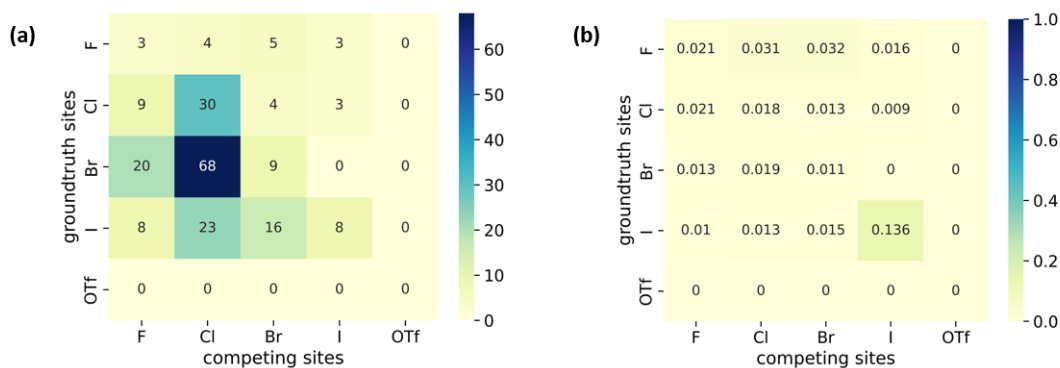 (a)
groundtruth sites
F 3 4 5 3 0
Cl 9 30 4 3 0
Br 20 68 9 0 0
I 8 23 16 8 0
OTf 0 0 0 0 0
F Cl Br I OTf
competing sites
60
50
40
30
20
10
0
(b)
groundtruth sites
F 0.021 0.031 0.032 0.016 0
Cl 0.021 0.018 0.013 0.009 0
Br 0.013 0.019 0.011 0 0
I 0.01 0.013 0.015 0.136 0
OTf 0 0 0 0 0
F Cl Br I OTf
competing sites
1.0
0.8
0.6
0.4
0.2
0.0